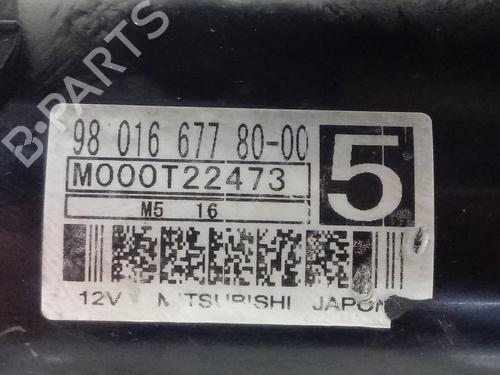 B-PARTS
98 016 677 80-00
M000T22473
5
M5 16
12V MITSUBISHI JAPON